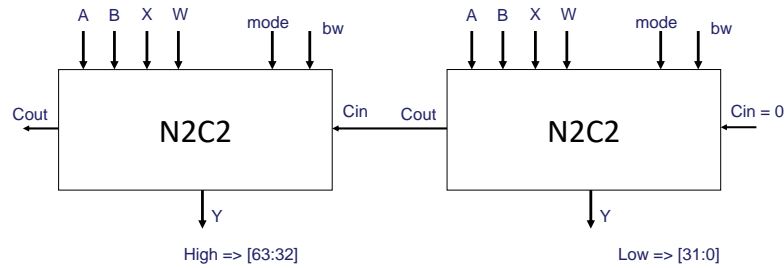 A B X W mode bw
A B X W mode bw
Cout N2C2 Cin
Cout N2C2 Cin = 0
Y
Y
High => [63:32]
Low => [31:0]